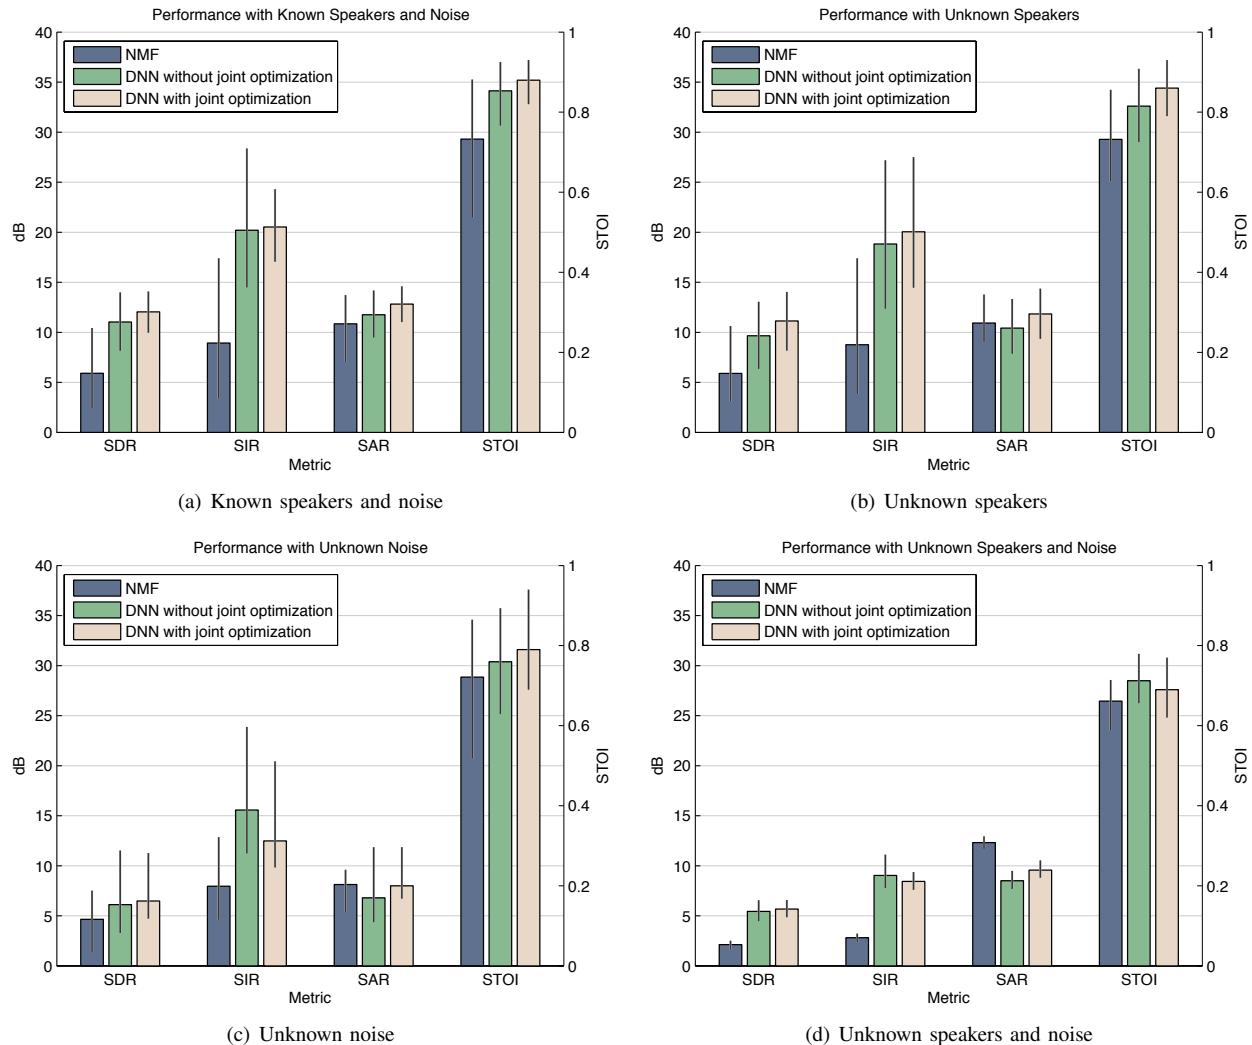 Performance with Known Speakers and Noise
40
35
30
25
20
15
10
5
0
dB
NMF
DNN without joint optimization
DNN with joint optimization
1
0.8
0.6
0.4
0.2
0
STOI
SDR SIR SAR STOI
Metric
(a) Known speakers and noise
Performance with Unknown Speakers
40
35
30
25
20
15
10
5
0
dB
NMF
DNN without joint optimization
DNN with joint optimization
1
0.8
0.6
0.4
0.2
0
STOI
SDR SIR SAR STOI
Metric
(b) Unknown speakers
Performance with Unknown Noise
40
35
30
25
20
15
10
5
0
dB
NMF
DNN without joint optimization
DNN with joint optimization
1
0.8
0.6
0.4
0.2
0
STOI
SDR SIR SAR STOI
Metric
(c) Unknown noise
Performance with Unknown Speakers and Noise
40
35
30
25
20
15
10
5
0
dB
NMF
DNN without joint optimization
DNN with joint optimization
1
0.8
0.6
0.4
0.2
0
STOI
SDR SIR SAR STOI
Metric
(d) Unknown speakers and noise